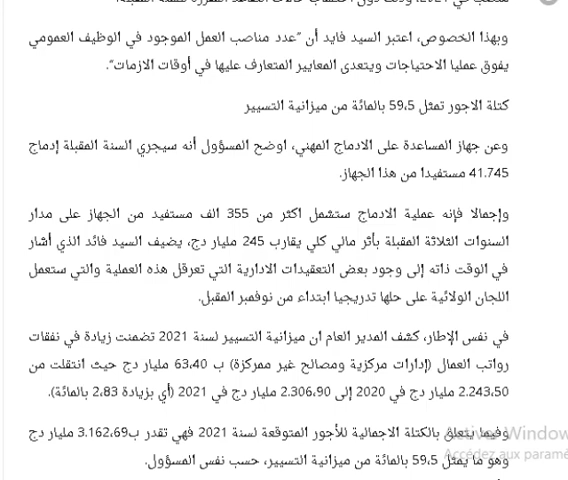 وبهذا الخصوص، اعتبر السيد فايد أن "عدد مناصب العمل الموجود في الوظيف العمومي
يفوق عمليا الاحتياجات ويتعدى المعايير المتعارف عليها في أوقات الازمات".
كتلة الاجور تمثل 59،5 بالمائة من ميزانية التسيير
وعن جهاز المساعدة على الادماج المهني، اوضح المسؤول أنه سيجري السنة المقبلة إدماج
41.745 مستفيدا من هذا الجهاز.
وإجمالا فإنه عملية الادماج ستشمل اكثر من 355 الف مستفيد من الجهاز على مدار
السنوات الثلاثة المقبلة بأثر مالي كلي يقارب 245 مليار دج، يضيف السيد فائد الذي أشار
في الوقت ذاته إلى وجود بعض التعقيدات الادارية التي تعرقل هذه العملية والتي ستعمل
اللجان الولائية على حلها تدريجيا ابتداء من نوفمبر المقبل.
في نفس الإطار، كشف المدير العام ان ميزانية التسيير لسنة 2021 تضمنت زيادة في نفقات
رواتب العمال (إدارات مركزية ومصالح غير ممركزة) ب 63،40 مليار دج حيث انتقلت من
2.243،50 مليار دج في 2020 إلى 2.306،90 مليار دج في 2021 (أي بزيادة 2،83 بالمائة).
وفيما يتعلق بالكتلة الاجمالية للأجور المتوقعة لسنة 2021 فهي تقدر ب3.162،69 مليار دج
وهو ما يمثل 59،5 بالمائة من ميزانية التسيير، حسب نفس المسؤول.
Window
Accédez aux paramè